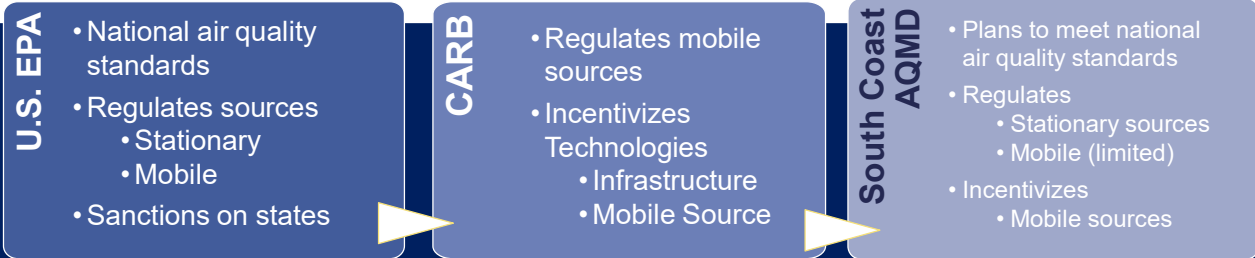 U.S. EPA
• National air quality
standards
• Regulates sources
• Stationary
• Mobile
• Sanctions on states
CARB
• Regulates mobile
sources
• Incentivizes
Technologies
• Infrastructure
• Mobile Source
South Coast
AQMD
• Plans to meet national
air quality standards
• Regulates
• Stationary sources
• Mobile (limited)
• Incentivizes
• Mobile sources